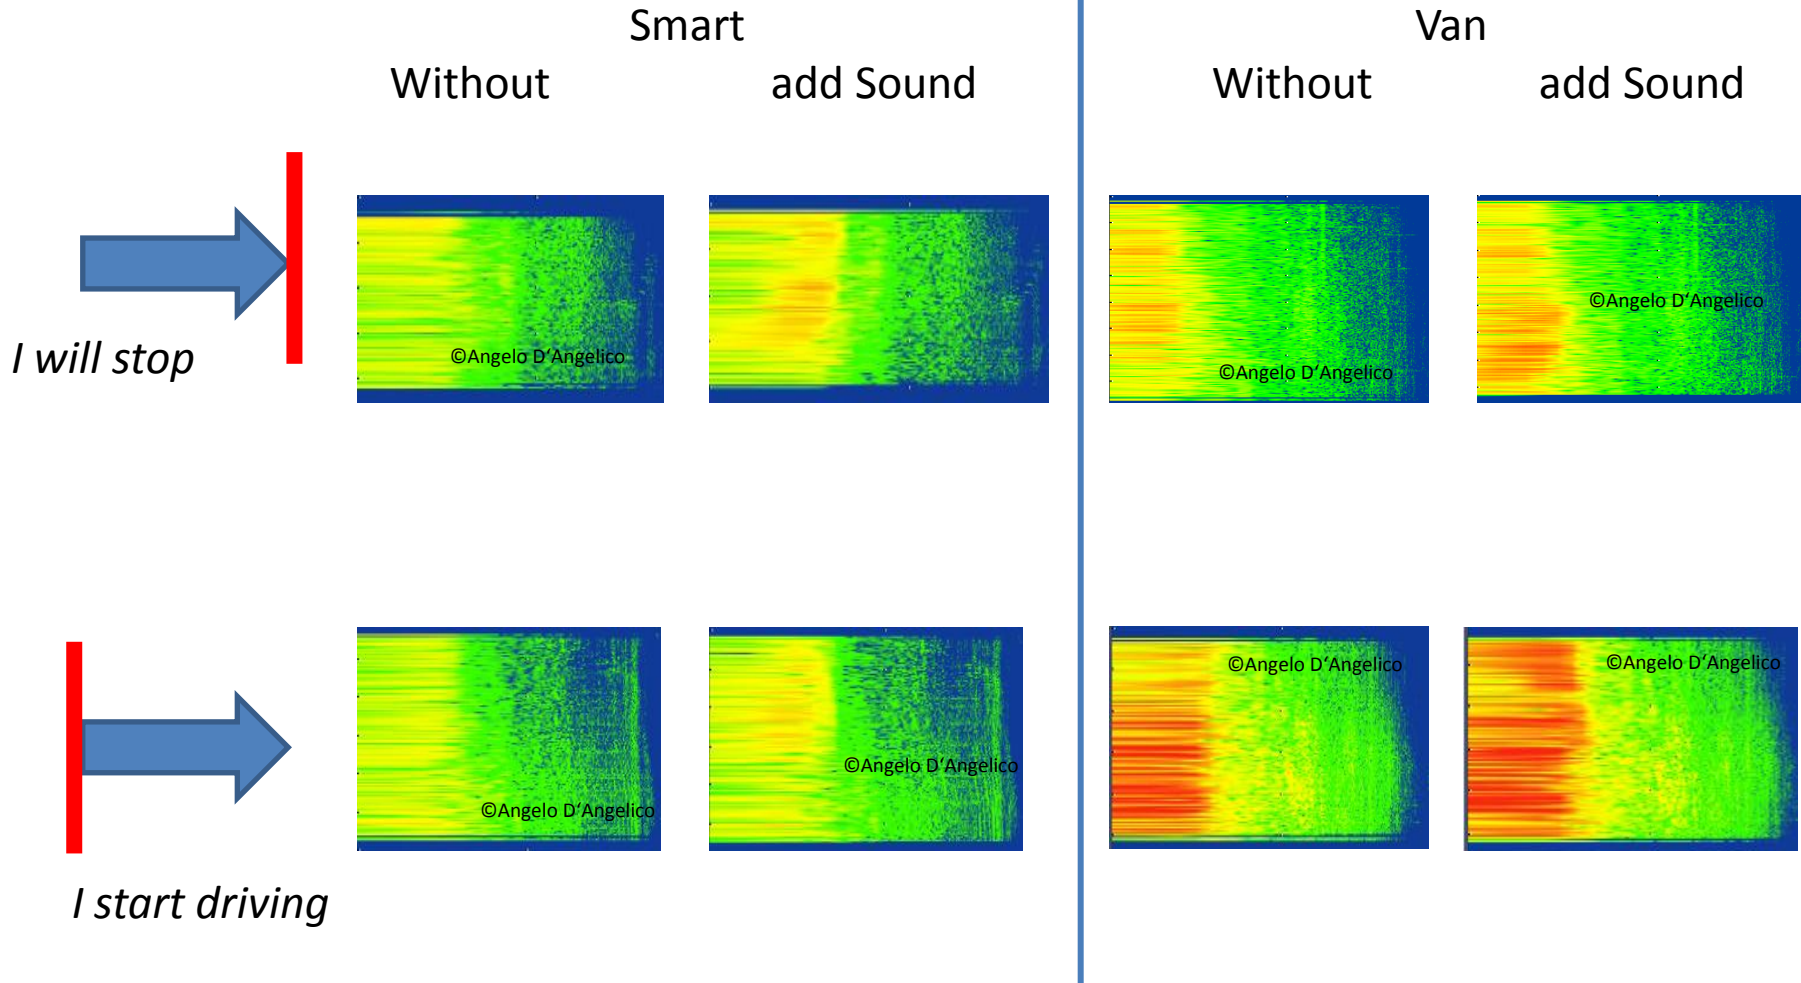 Smart
Van
Without
add Sound
Without
add Sound
I will stop
©Angelo D‘Angelico
©Angelo D‘Angelico
©Angelo D‘Angelico
I start driving
©Angelo D‘Angelico
©Angelo D‘Angelico
©Angelo D‘Angelico
©Angelo D‘Angelico